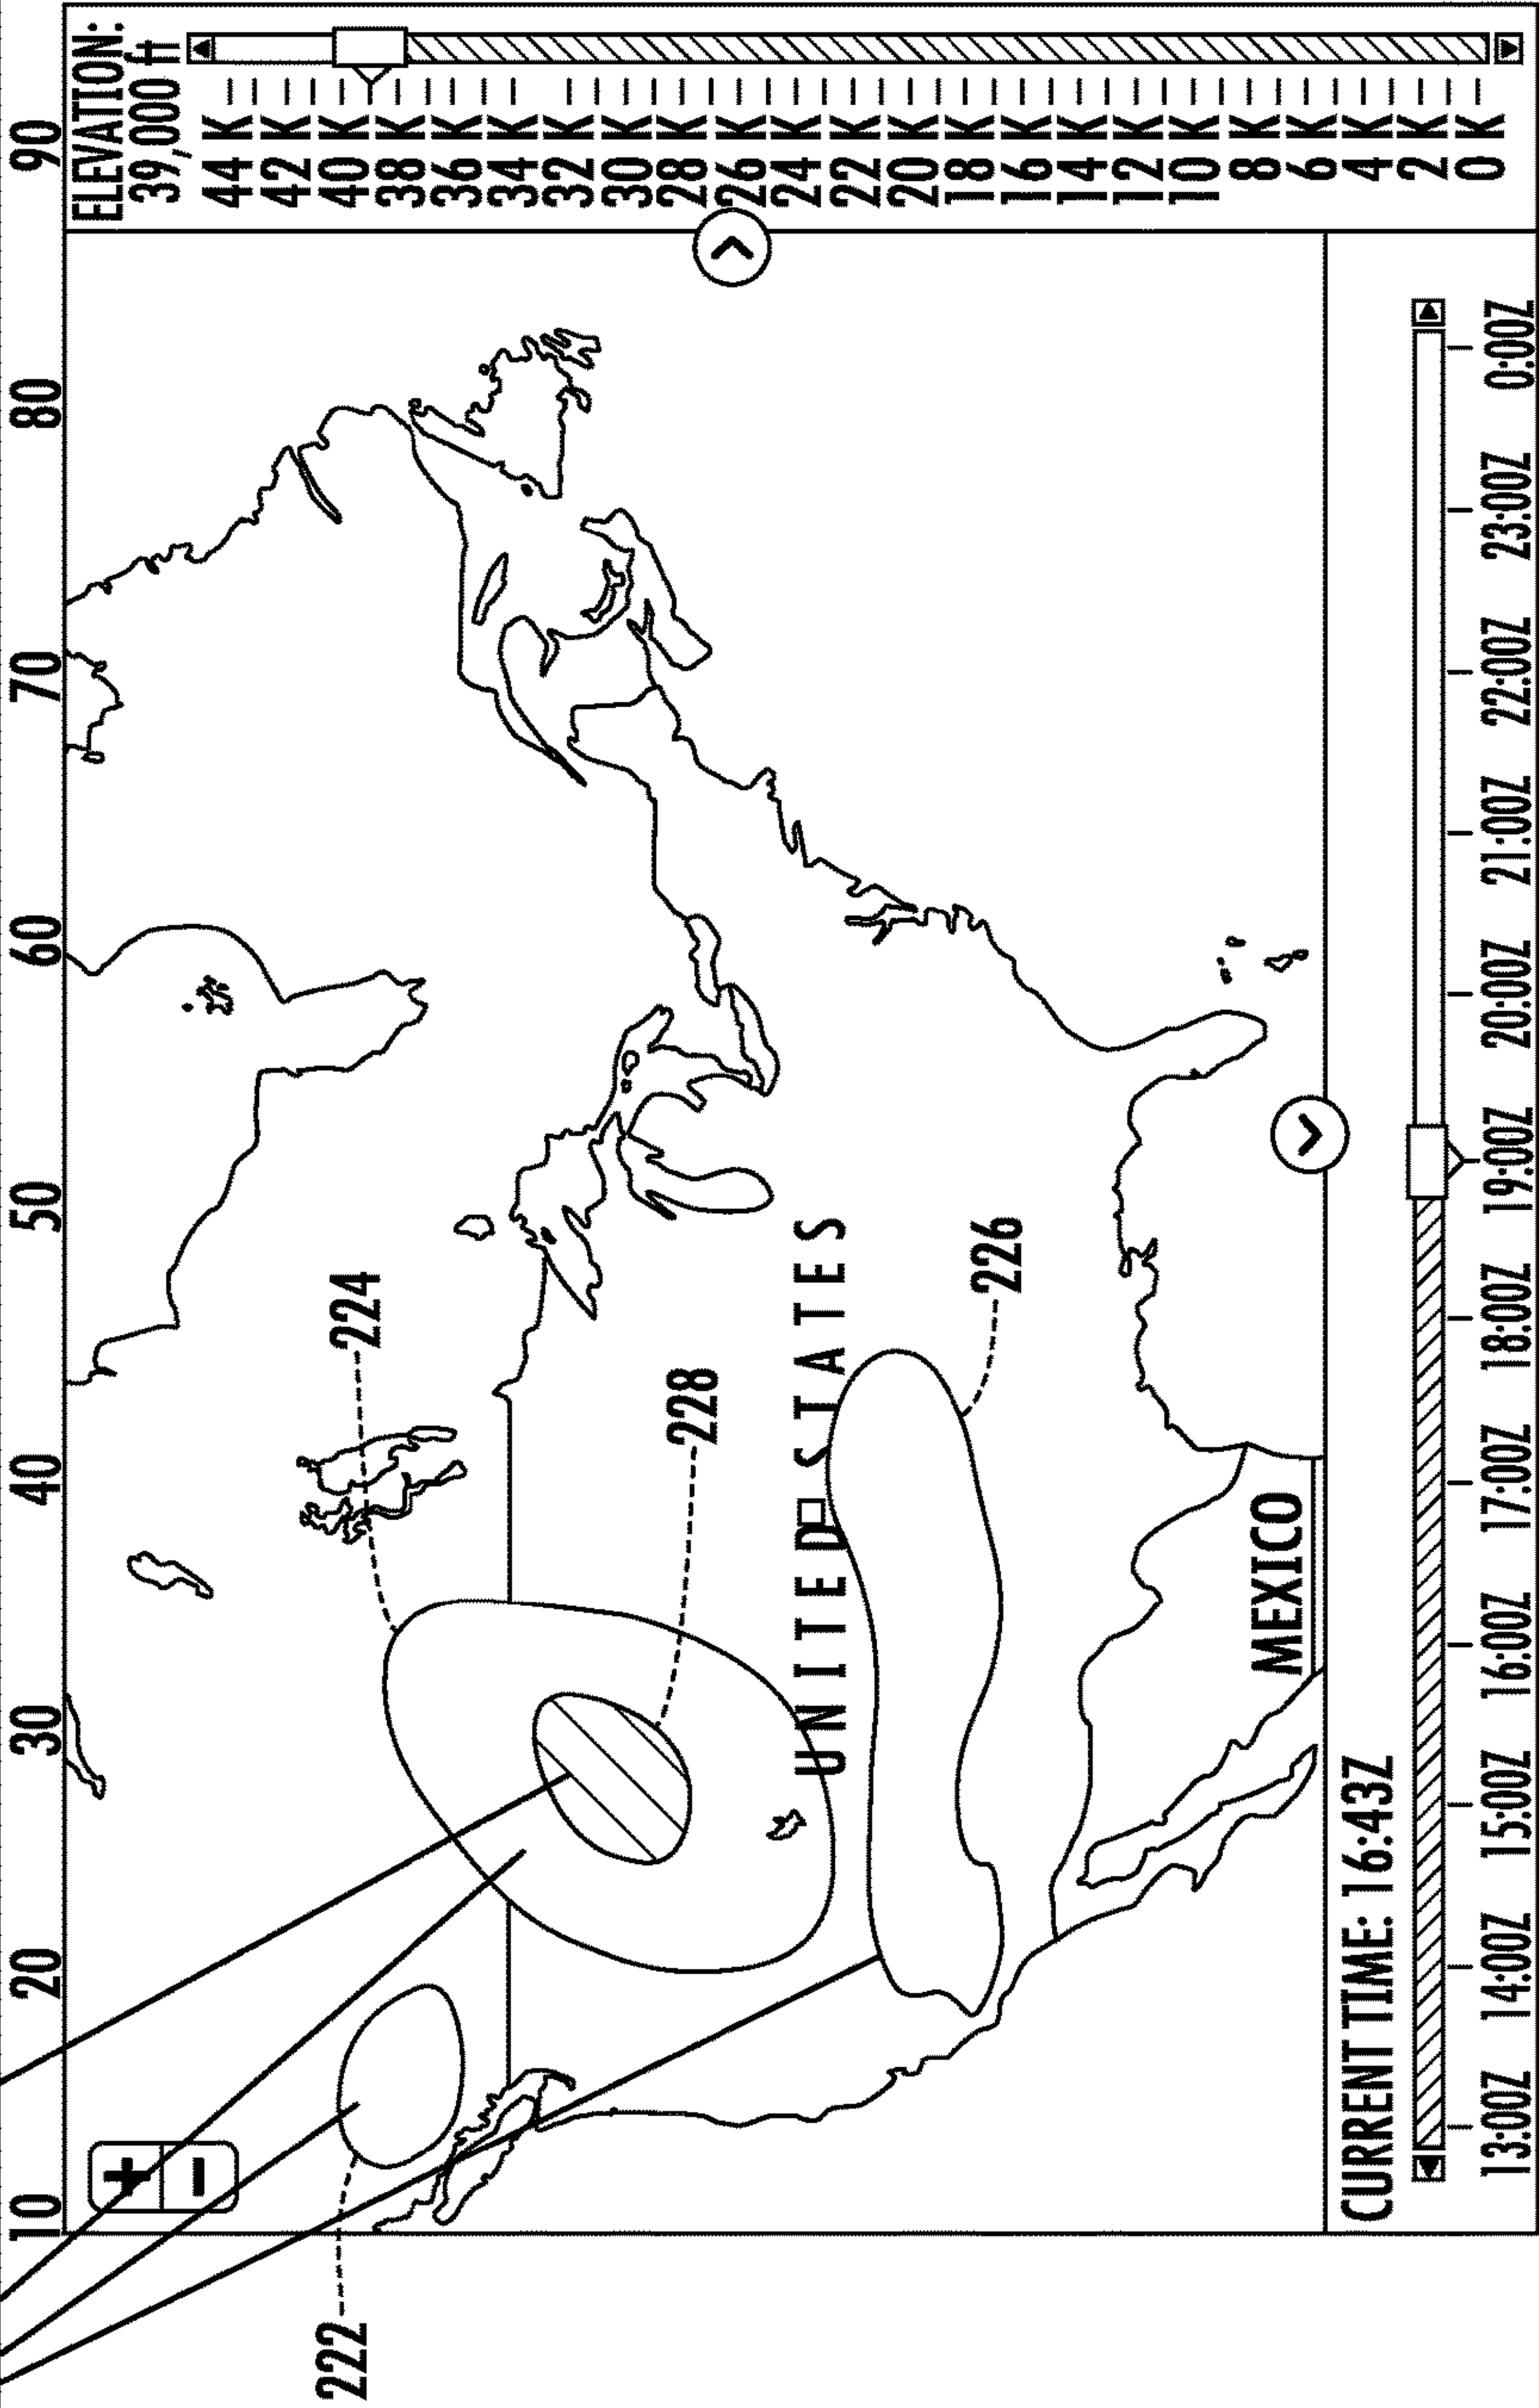 10 20 30 40 50 60 70 80 90
ELEVATION:
39,000 ft
44 K
42 K
40 K
38 K
36 K
34 K
32 K
30 K
28 K
26 K
24 K
22 K
20 K
18 K
16 K
14 K
12 K
10 K
8 K
6 K
4 K
2 K
0 K
+
−
222
224
228
UNITED STATES
226
MEXICO
CURRENT TIME: 16:43Z
13:00Z 14:00Z 15:00Z 16:00Z 17:00Z 18:00Z 19:00Z 20:00Z 21:00Z 22:00Z 23:00Z 0:00Z